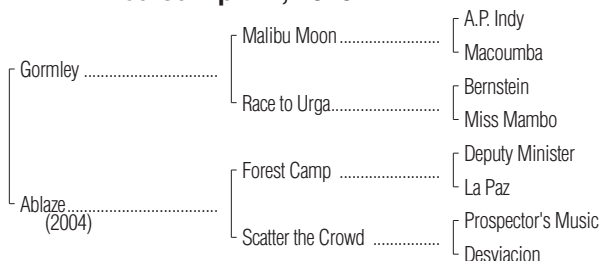 A.P. Indy
Malibu Moon
Macoumba
Gormley
Bernstein
Race to Urga
Miss Mambo
Deputy Minister
Forest Camp
La Paz
Ablaze
(2004)
Prospector's Music
Scatter the Crowd
Desviacion